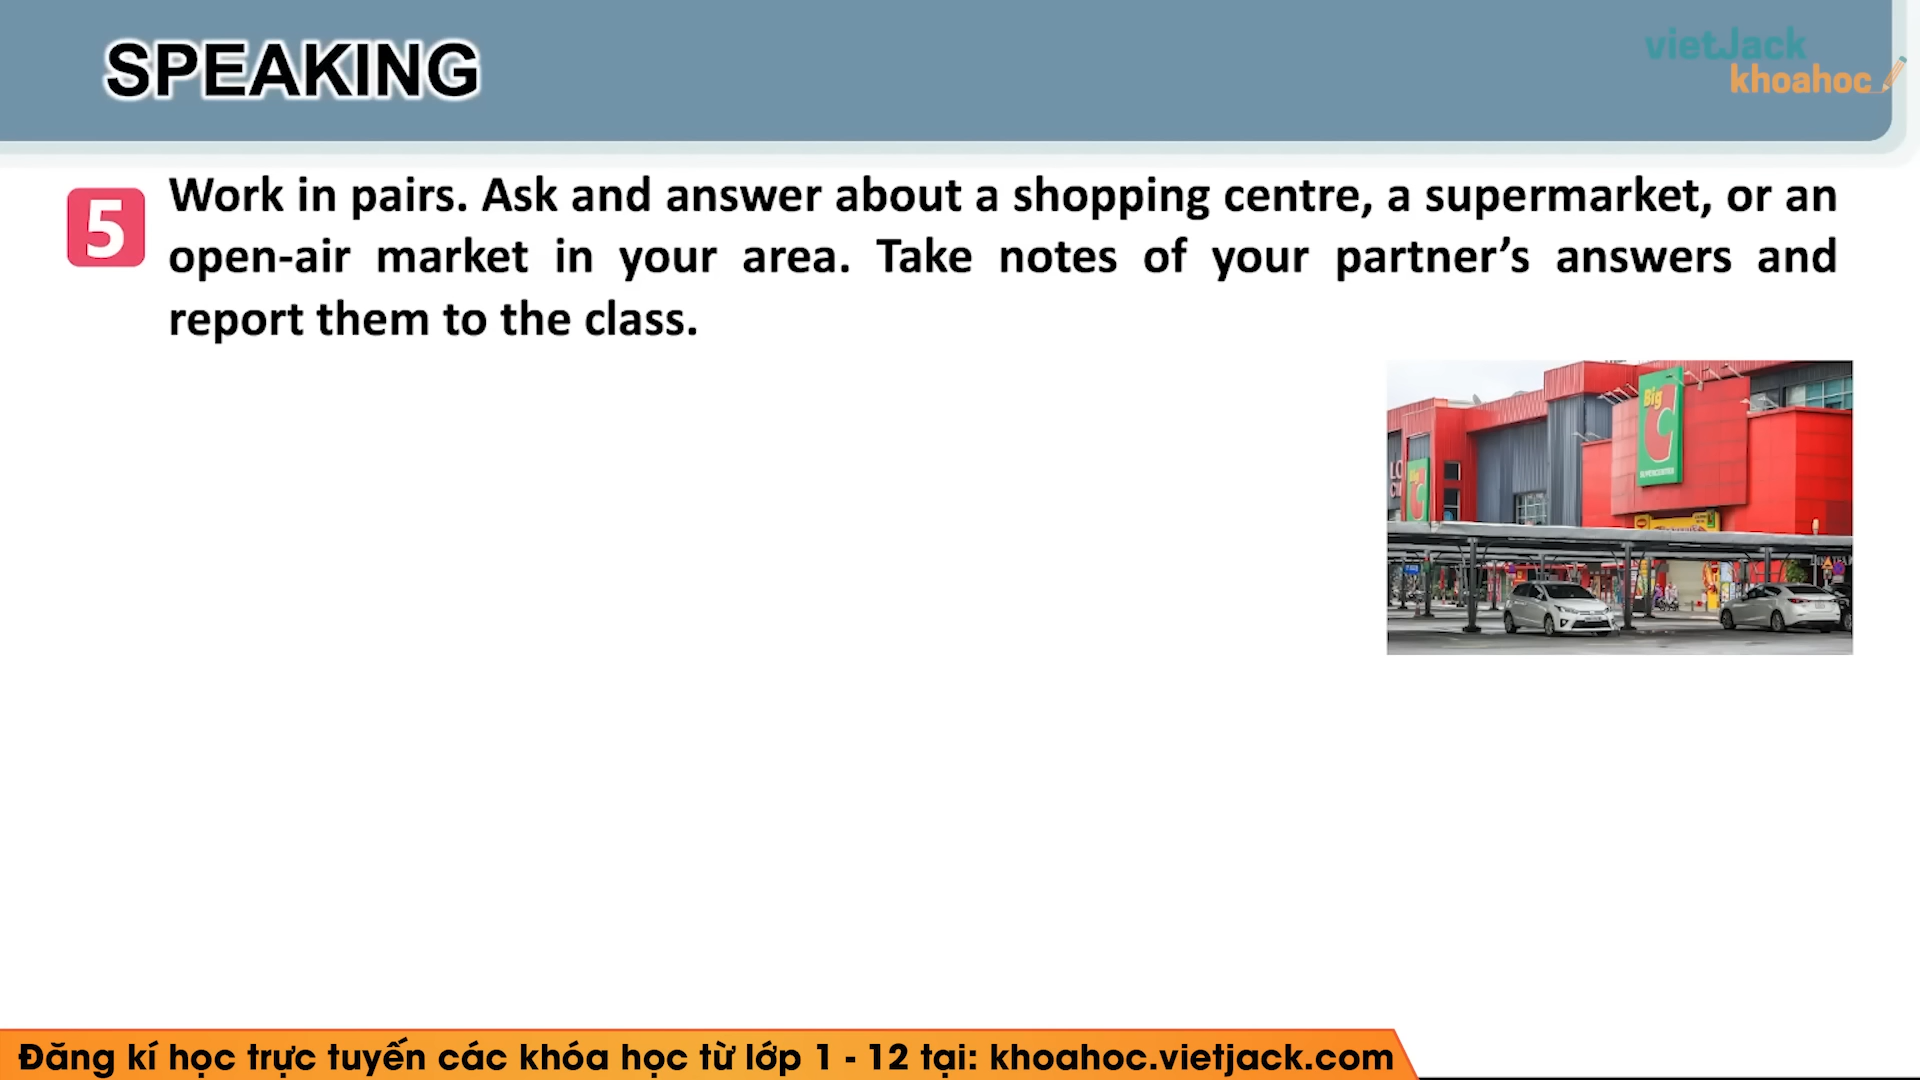 SPEAKING
vietJack
khoahoc
5
Work in pairs. Ask and answer about a shopping centre, a supermarket, or an
open-air market in your area. Take notes of your partner’s answers and
report them to the class.
Big
C
SUPERCENTER
Big
C
Đăng kí học trực tuyến các khóa học từ lớp 1 - 12 tại: khoahoc.vietjack.com